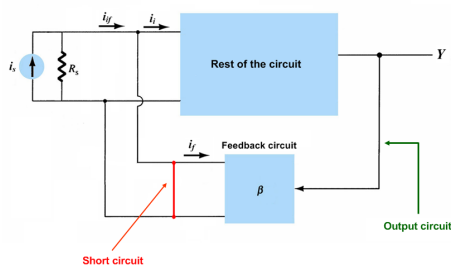 i_if
i_i
i_s
R_s
Rest of the circuit
Y
i_f
Feedback circuit
β
Output circuit
Short circuit